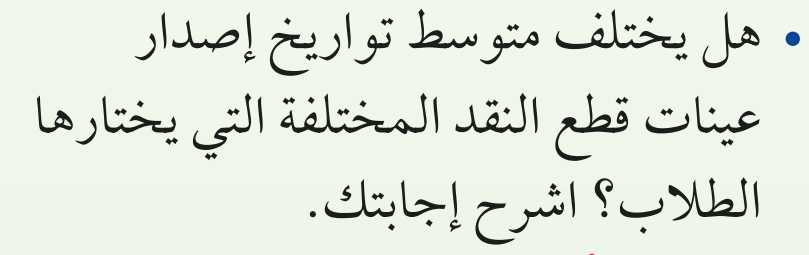 • هل يختلف متوسط تواريخ إصدار
عينات قطع النقد المختلفة التي يختارها
الطلاب؟ اشرح إجابتك.